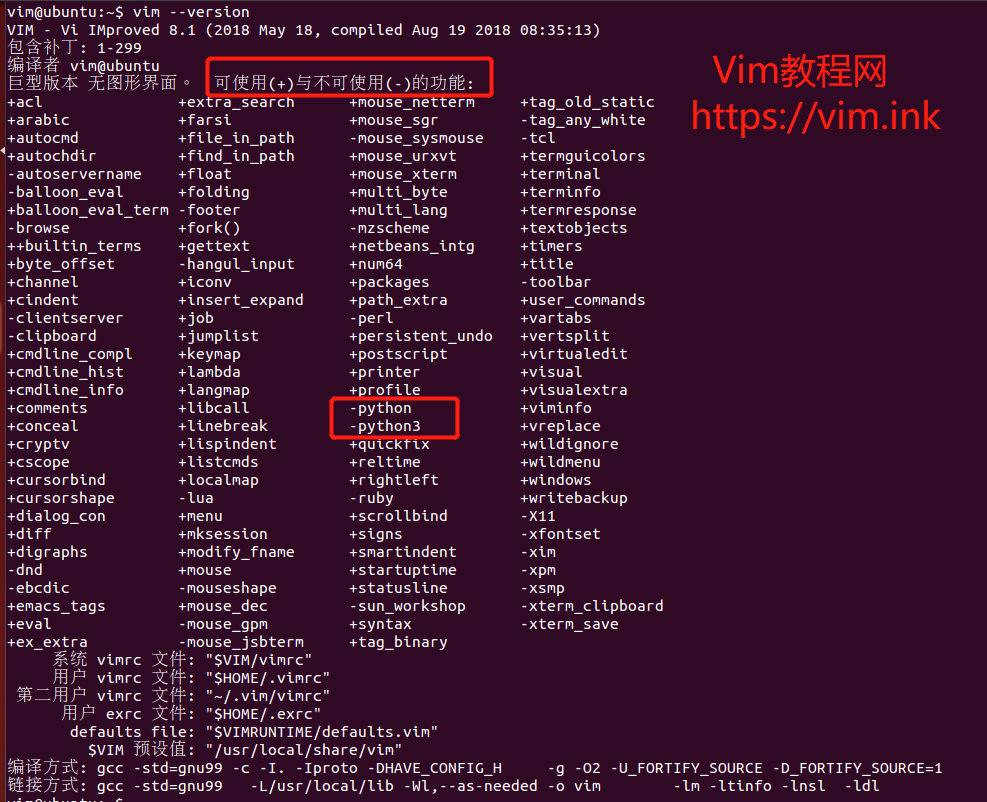 vim@ubuntu:~$ vim --version
VIM - Vi IMproved 8.1 (2018 May 18, compiled Aug 19 2018 08:35:13)
包含补丁: 1-299
编译者 vim@ubuntu
巨型版本 无图形界面。 可使用(+)与不可使用(-)的功能:
Vim教程网
https://vim.ink
+acl +extra_search +mouse_netterm +tag_old_static
+arabic +farsi +mouse_sgr -tag_any_white
+autocmd +file_in_path -mouse_sysmouse -tcl
+autochdir +find_in_path +mouse_urxvt +termguicolors
-autoservername +float +mouse_xterm +terminal
-balloon_eval +folding +multi_byte +terminfo
+balloon_eval_term -footer +multi_lang +termresponse
-browse +fork() -mzscheme +textobjects
++builtin_terms +gettext +netbeans_intg +timers
+byte_offset -hangul_input +num64 +title
+channel +iconv +packages -toolbar
+cindent +insert_expand +path_extra +user_commands
-clientserver +job -perl +vartabs
-clipboard +jumplist +persistent_undo +vertsplit
+cmdline_compl +keymap +postscript +virtualedit
+cmdline_hist +lambda +printer +visual
+cmdline_info +langmap +profile +visualextra
+comments +libcall -python +viminfo
+conceal +linebreak -python3 +vreplace
+cryptv +lispindent +quickfix +wildignore
+cscope +listcmds +reltime +wildmenu
+cursorbind +localmap +rightleft +windows
+cursorshape -lua -ruby +writebackup
+dialog_con +menu +scrollbind -X11
+diff +mksession +signs -xfontset
+digraphs +modify_fname +smartindent -xim
-dnd +mouse +startuptime -xpm
-ebcdic -mouseshape +statusline -xsmp
+emacs_tags +mouse_dec -sun_workshop -xterm_clipboard
+eval -mouse_gpm +syntax -xterm_save
+ex_extra -mouse_jsbterm +tag_binary
系统 vimrc 文件: "$VIM/vimrc"
用户 vimrc 文件: "$HOME/.vimrc"
第二用户 vimrc 文件: "~/.vim/vimrc"
用户 exrc 文件: "$HOME/.exrc"
defaults file: "$VIMRUNTIME/defaults.vim"
$VIM 预设值: "/usr/local/share/vim"
编译方式: gcc -std=gnu99 -c -I. -Iproto -DHAVE_CONFIG_H -g -O2 -U_FORTIFY_SOURCE -D_FORTIFY_SOURCE=1
链接方式: gcc -std=gnu99 -L/usr/local/lib -Wl,--as-needed -o vim -lm -ltinfo -lnsl -ldl